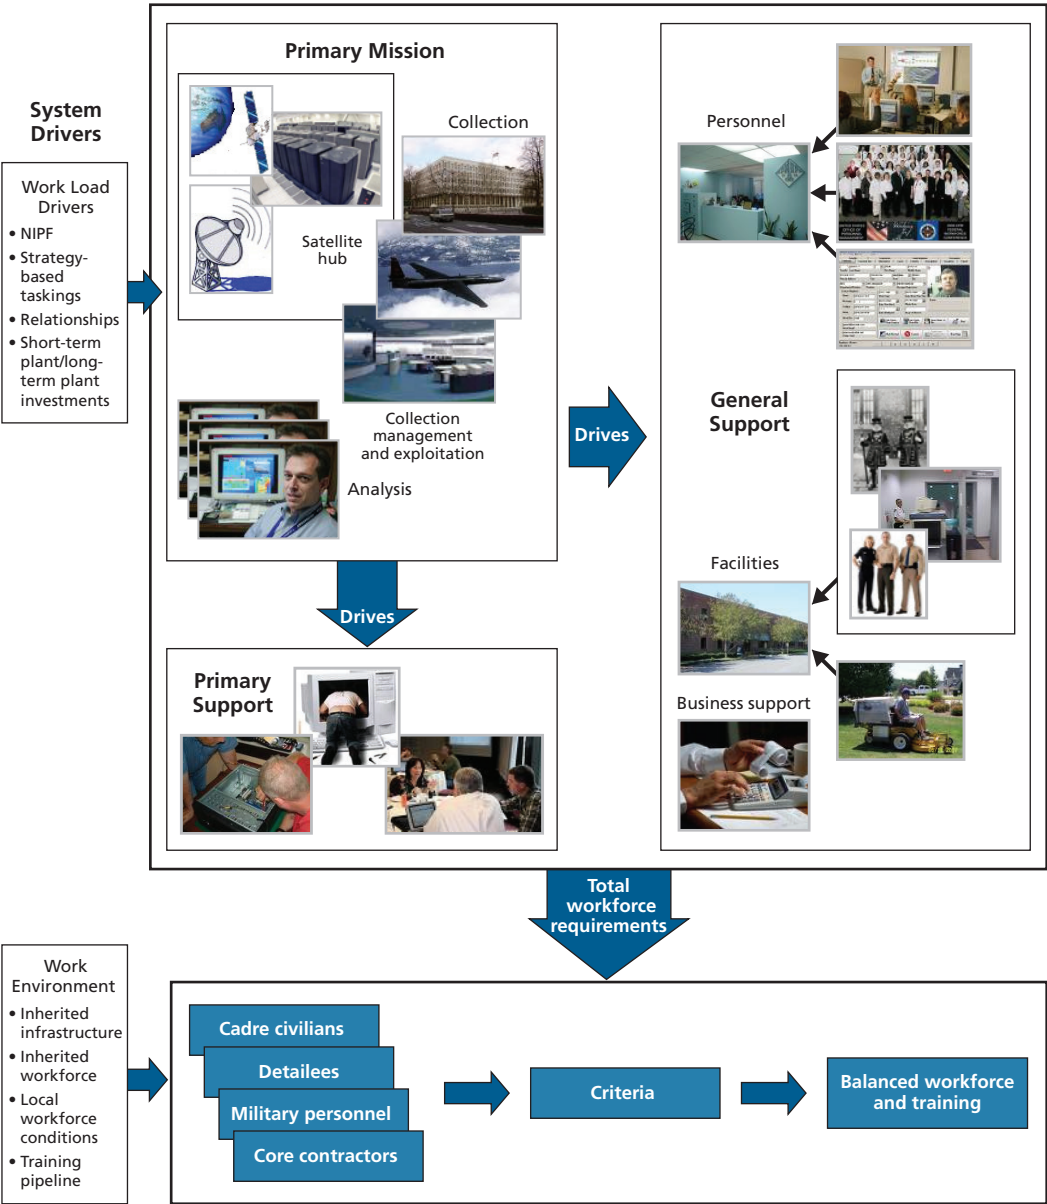 System
Drivers
Work Load
Drivers
• NIPF
• Strategy-
based
taskings
• Relationships
• Short-term
plant/long-
term plant
investments
Primary Mission
Collection
Satellite
hub
Collection
management
and exploitation
Analysis
Drives
Drives
Primary
Support
Personnel
General
Support
Facilities
Business support
Total
workforce
requirements
Work
Environment
• Inherited
infrastructure
• Inherited
workforce
• Local
workforce
conditions
• Training
pipeline
Cadre civilians
Detailees
Military personnel
Core contractors
Criteria
Balanced workforce
and training